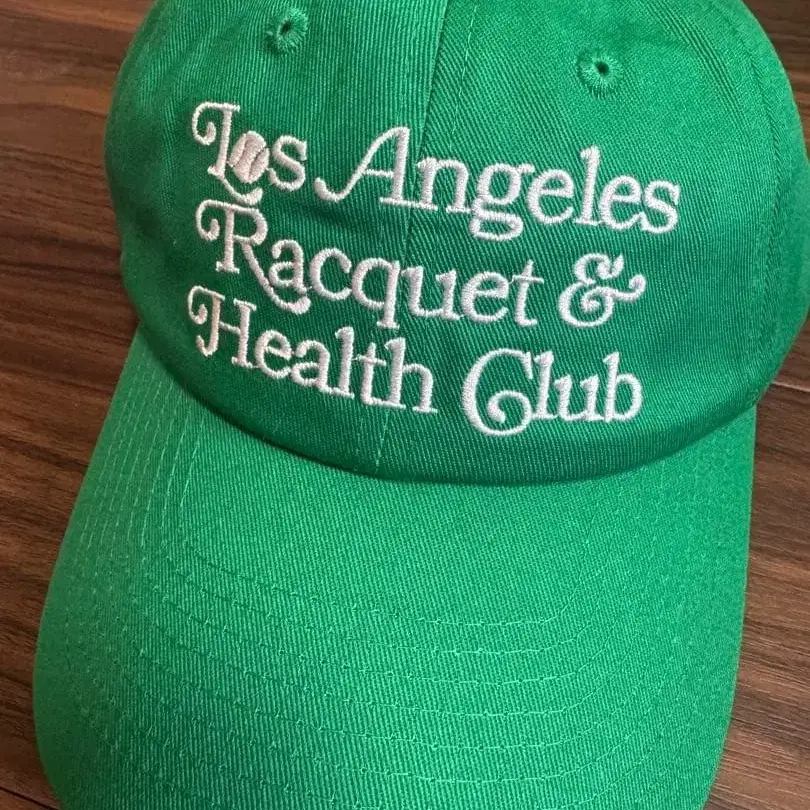 Los Angeles
Racquet &
Health Club